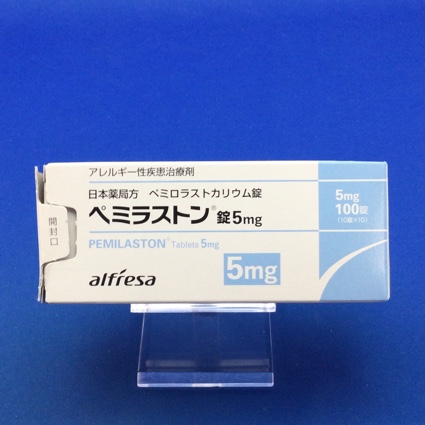 アレルギー性疾患治療剤
日本薬局方 ペミロラストカリウム錠
ペミラストン®錠5mg
PEMILASTON® Tablets 5mg
5mg
alfresa
5mg
100錠
(10錠×10)
開封口